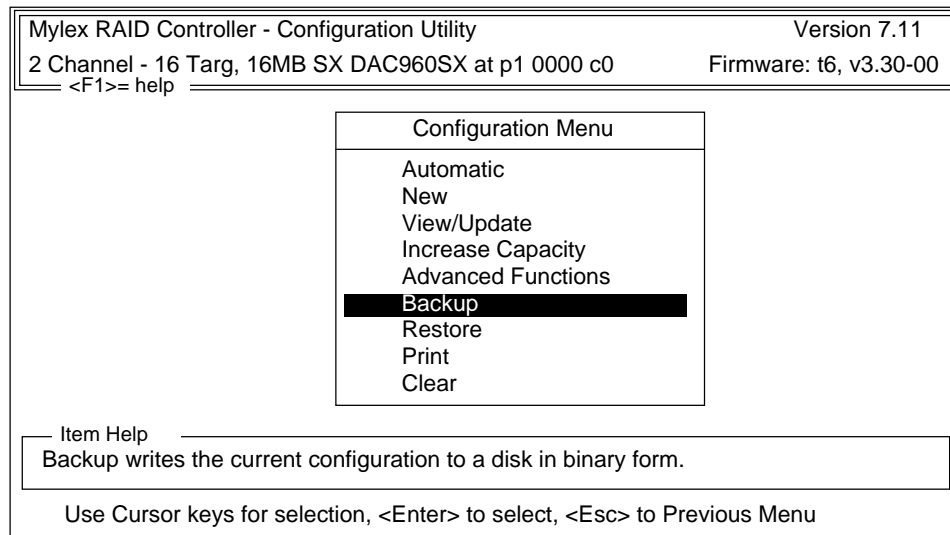 Mylex RAID Controller - Configuration Utility Version 7.11
2 Channel - 16 Targ, 16MB SX DAC960SX at p1 0000 c0 Firmware: t6, v3.30-00
<F1>= help
Configuration Menu
Automatic
New
View/Update
Increase Capacity
Advanced Functions
Backup
Restore
Print
Clear
Item Help
Backup writes the current configuration to a disk in binary form.
Use Cursor keys for selection, <Enter> to select, <Esc> to Previous Menu